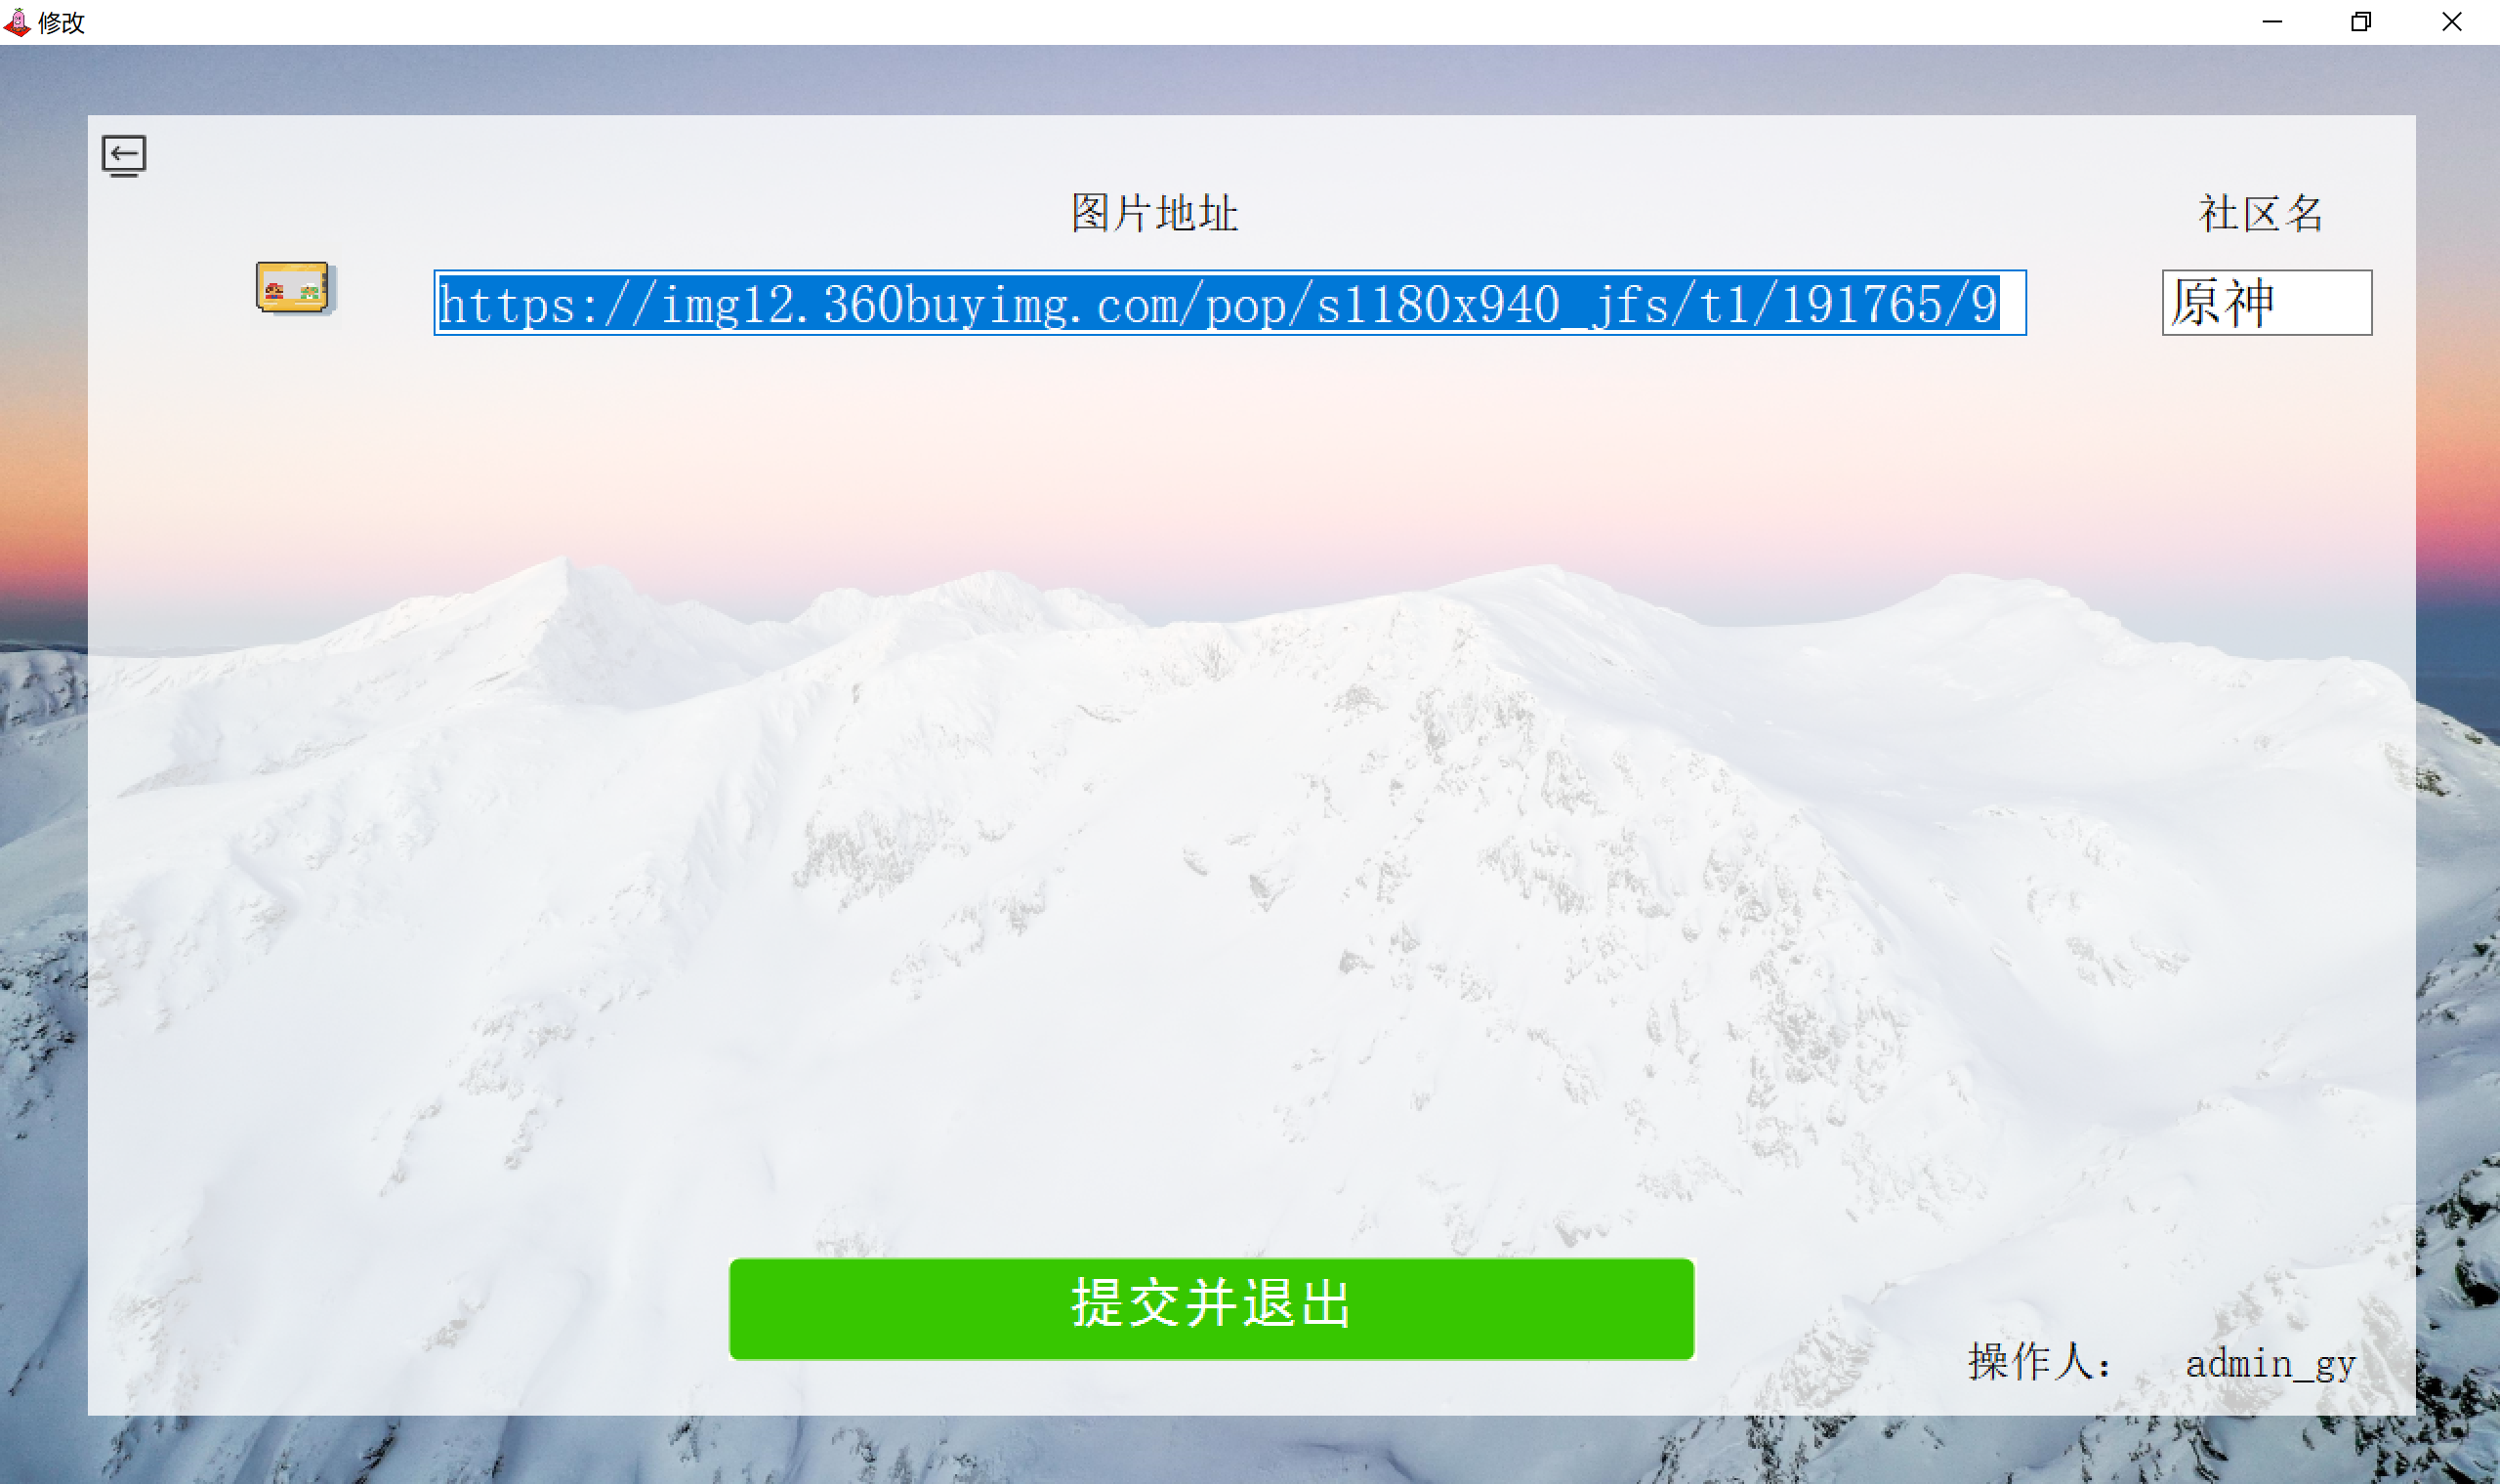 修改
图片地址
社区名
https://img12.360buyimg.com/pop/s1180x940_jfs/t1/191765/9
原神
提交并退出
操作人： admin_gy